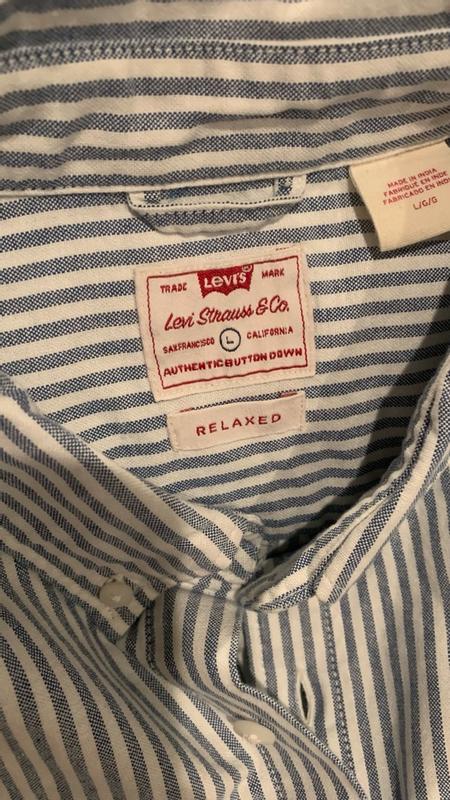 MADE IN INDIA
FABRIQUÉ EN INDE
FABRICADO EN INDI
L/G/G
TRADE Levi's® MARK
Levi Strauss & Co.
SAN FRANCISCO L CALIFORNIA
AUTHENTIC BUTTON DOWN
RELAXED